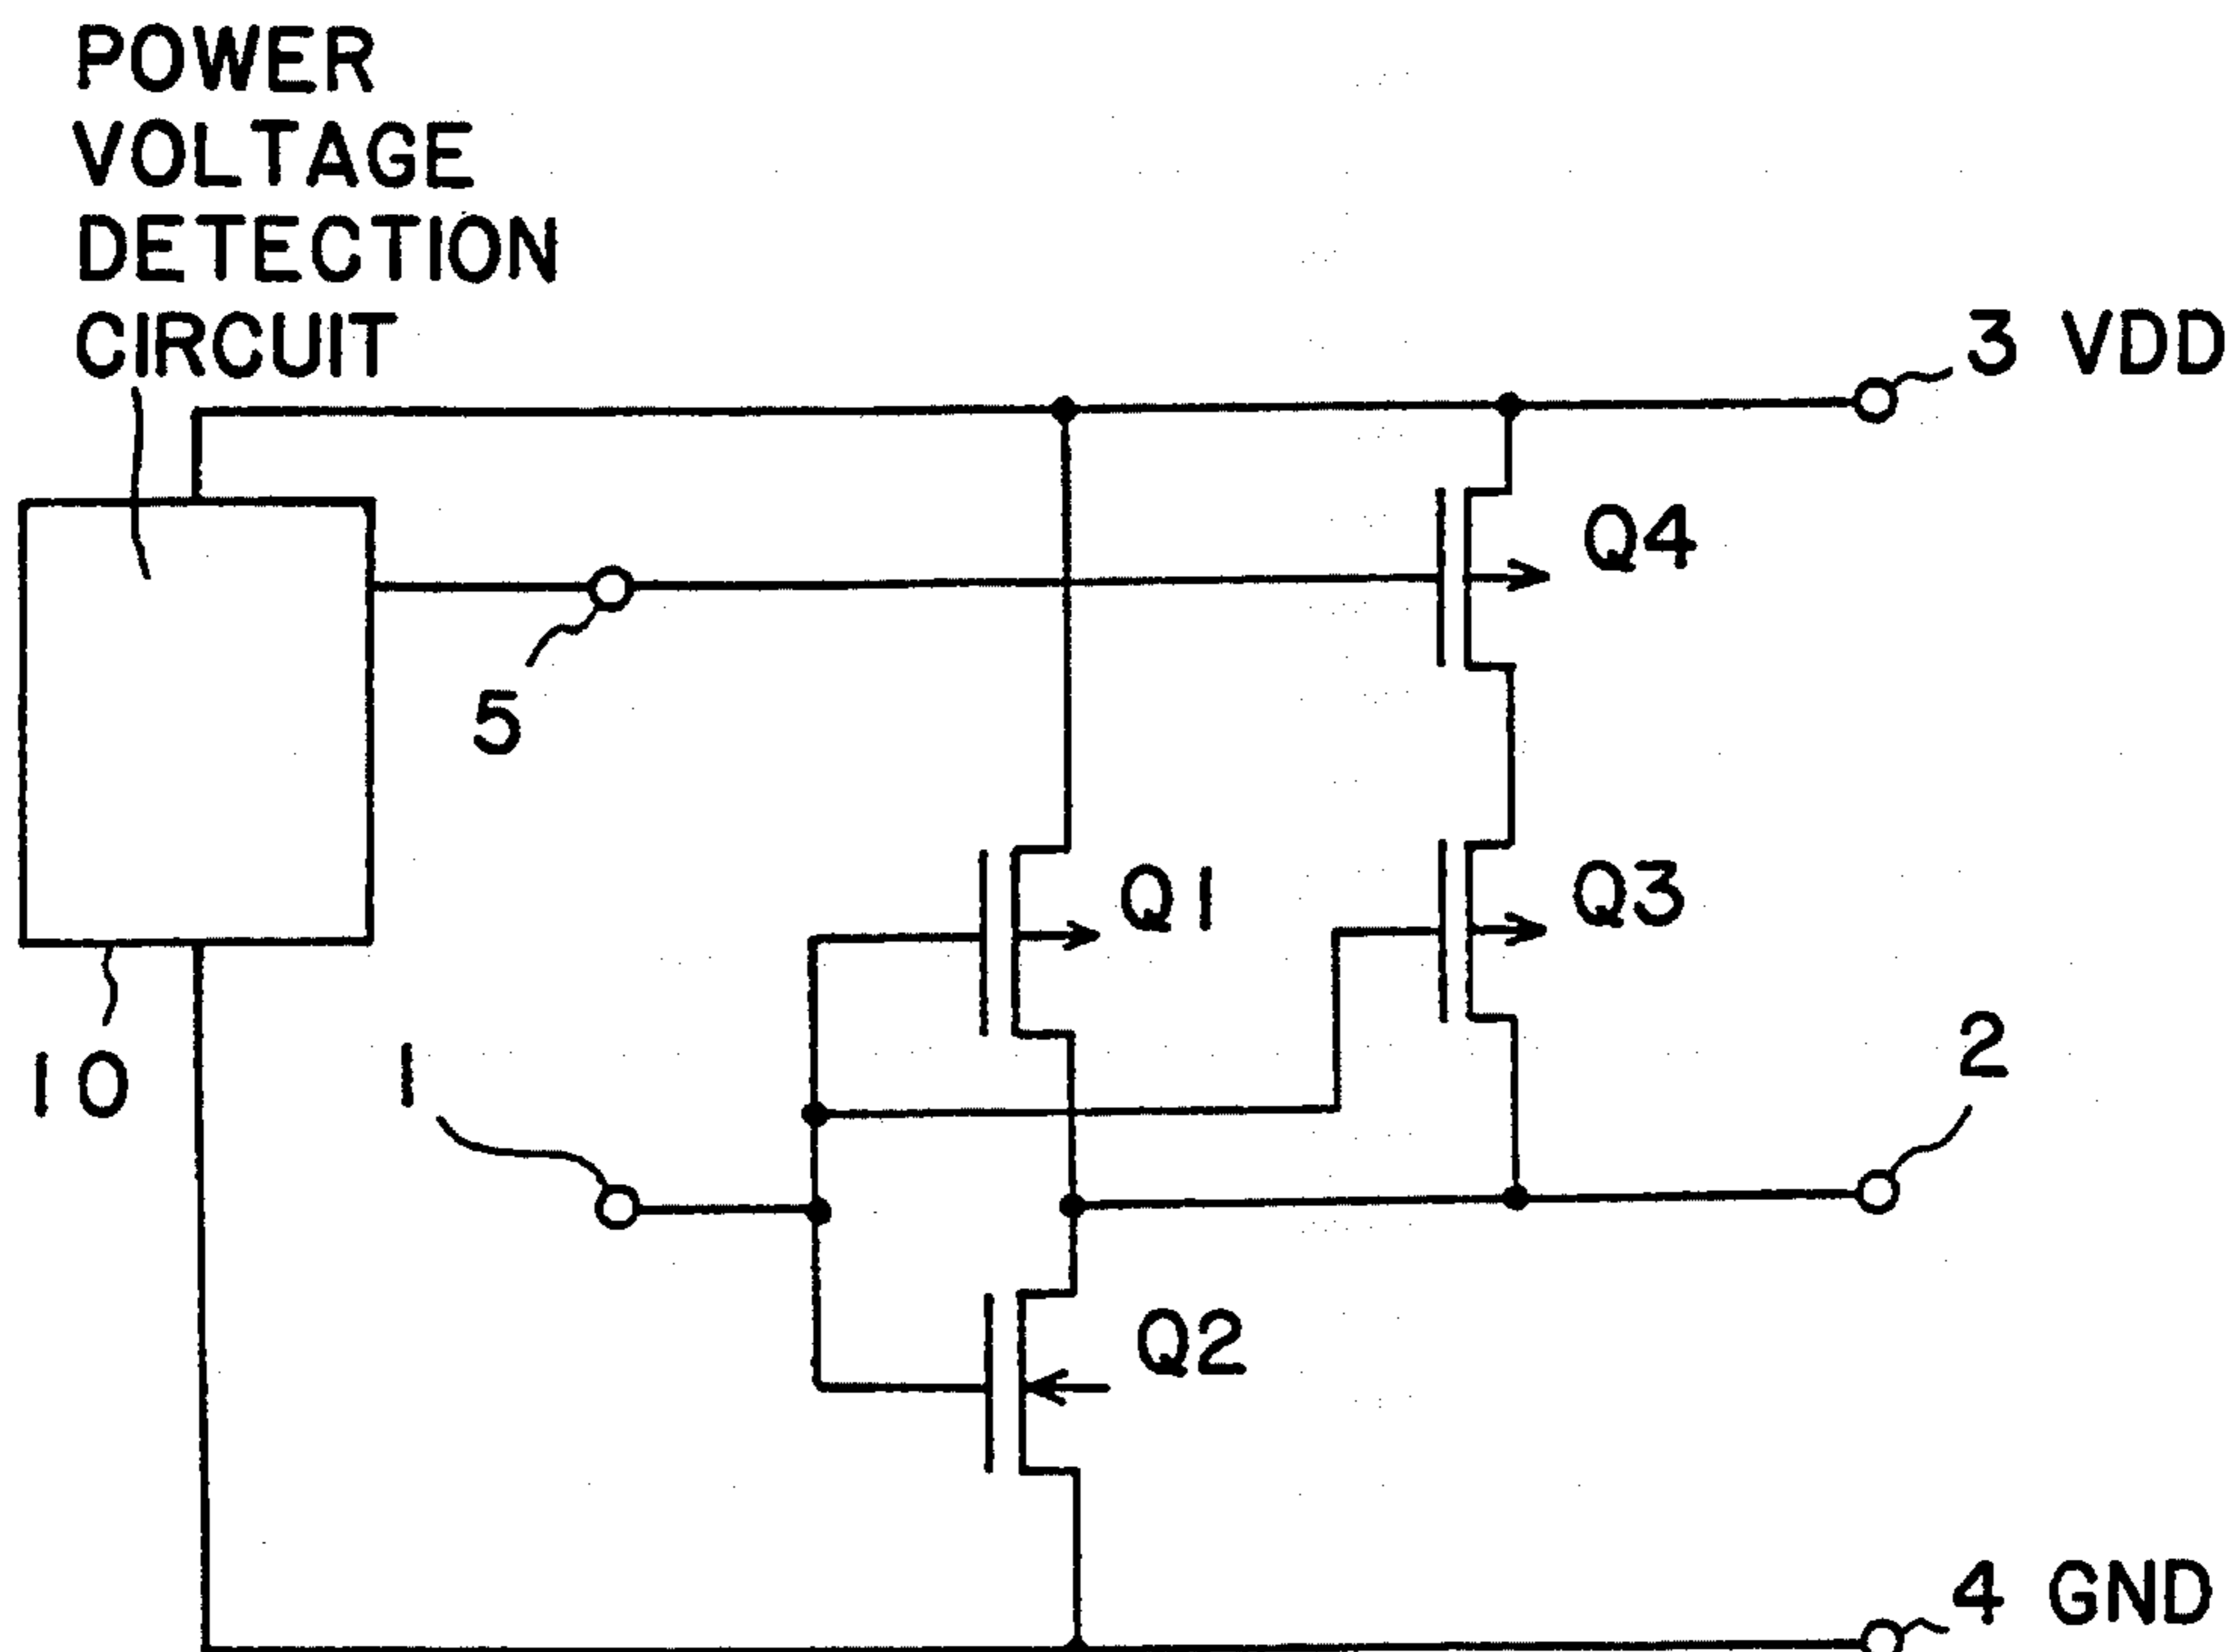 POWER
VOLTAGE
DETECTION
CIRCUIT
3 VDD
Q4
5
Q1
Q3
10
1
2
Q2
4 GND